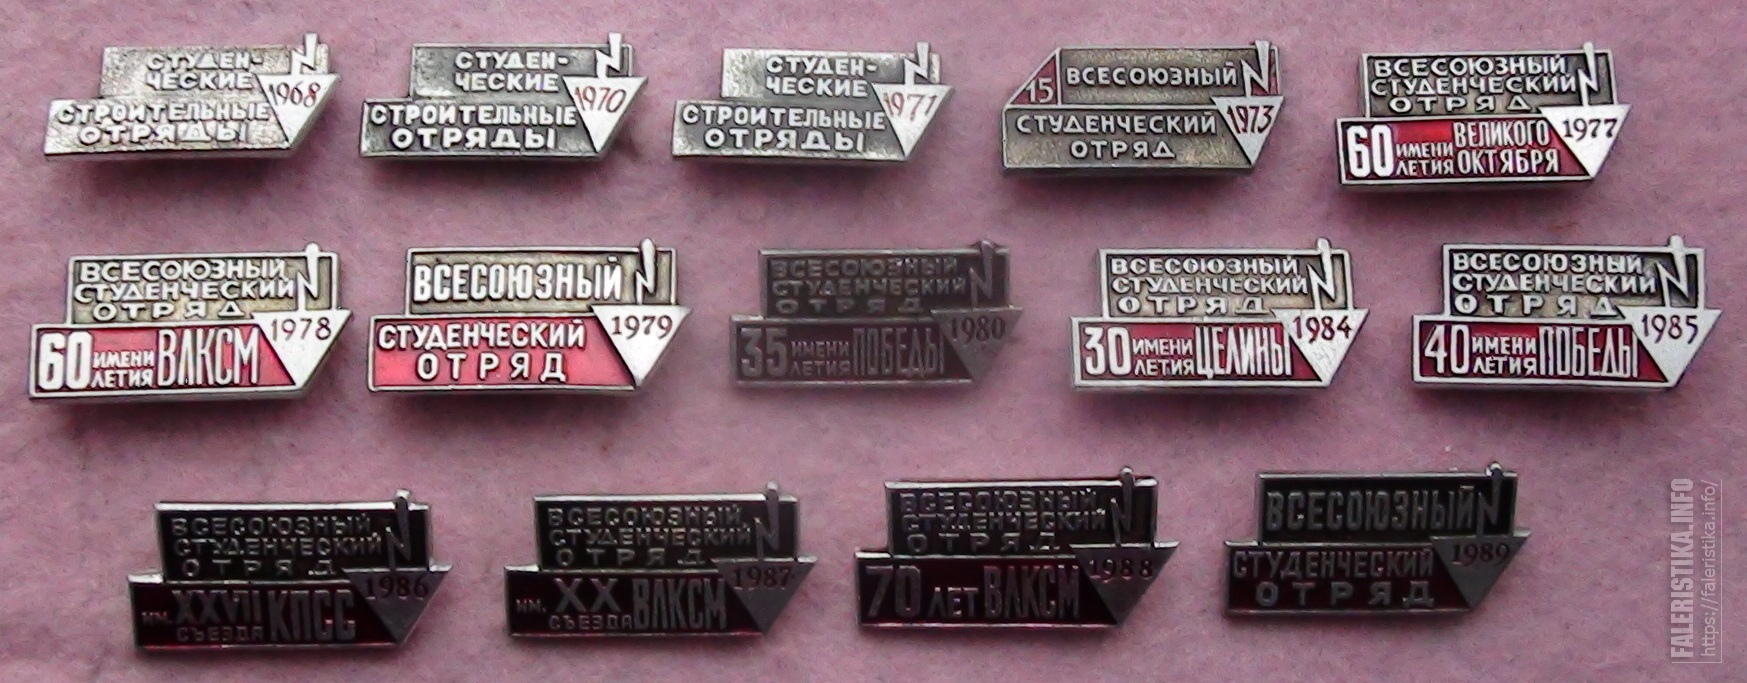 СТУДЕН-
ЧЕСКИЕ
1968
СТРОИТЕЛЬНЫЕ
ОТРЯДЫ
СТУДЕН-
ЧЕСКИЕ
1970
СТРОИТЕЛЬНЫЕ
ОТРЯДЫ
СТУДЕН-
ЧЕСКИЕ
1971
СТРОИТЕЛЬНЫЕ
ОТРЯДЫ
15 ВСЕСОЮЗНЫЙ
СТУДЕНЧЕСКИЙ 1973
ОТРЯД
ВСЕСОЮЗНЫЙ
СТУДЕНЧЕСКИЙ
ОТРЯД
60 ИМЕНИ ВЕЛИКОГО 1977
ЛЕТИЯ ОКТЯБРЯ
ВСЕСОЮЗНЫЙ
СТУДЕНЧЕСКИЙ
ОТРЯД
1978
60 ИМЕНИ ВЛКСМ
ЛЕТИЯ
ВСЕСОЮЗНЫЙ
СТУДЕНЧЕСКИЙ 1979
ОТРЯД
ВСЕСОЮЗНЫЙ
СТУДЕНЧЕСКИЙ
ОТРЯД
1980
35 ИМЕНИ ПОБЕДЫ
ЛЕТИЯ
ВСЕСОЮЗНЫЙ
СТУДЕНЧЕСКИЙ
ОТРЯД
1984
30 ИМЕНИ ЦЕЛИНЫ
ЛЕТИЯ
ВСЕСОЮЗНЫЙ
СТУДЕНЧЕСКИЙ
ОТРЯД
1985
40 ИМЕНИ ПОБЕДЫ
ЛЕТИЯ
ВСЕСОЮЗНЫЙ
СТУДЕНЧЕСКИЙ
ОТРЯД
1986
ИМ. XXVII КПСС
СЪЕЗДА
ВСЕСОЮЗНЫЙ
СТУДЕНЧЕСКИЙ
ОТРЯД
1987
ИМ. XX ВЛКСМ
СЪЕЗДА
ВСЕСОЮЗНЫЙ
СТУДЕНЧЕСКИЙ
ОТРЯД
1988
70 ЛЕТ ВЛКСМ
ВСЕСОЮЗНЫЙ
СТУДЕНЧЕСКИЙ 1989
ОТРЯД
FALERISTIKA.INFO
https://faleristika.info/